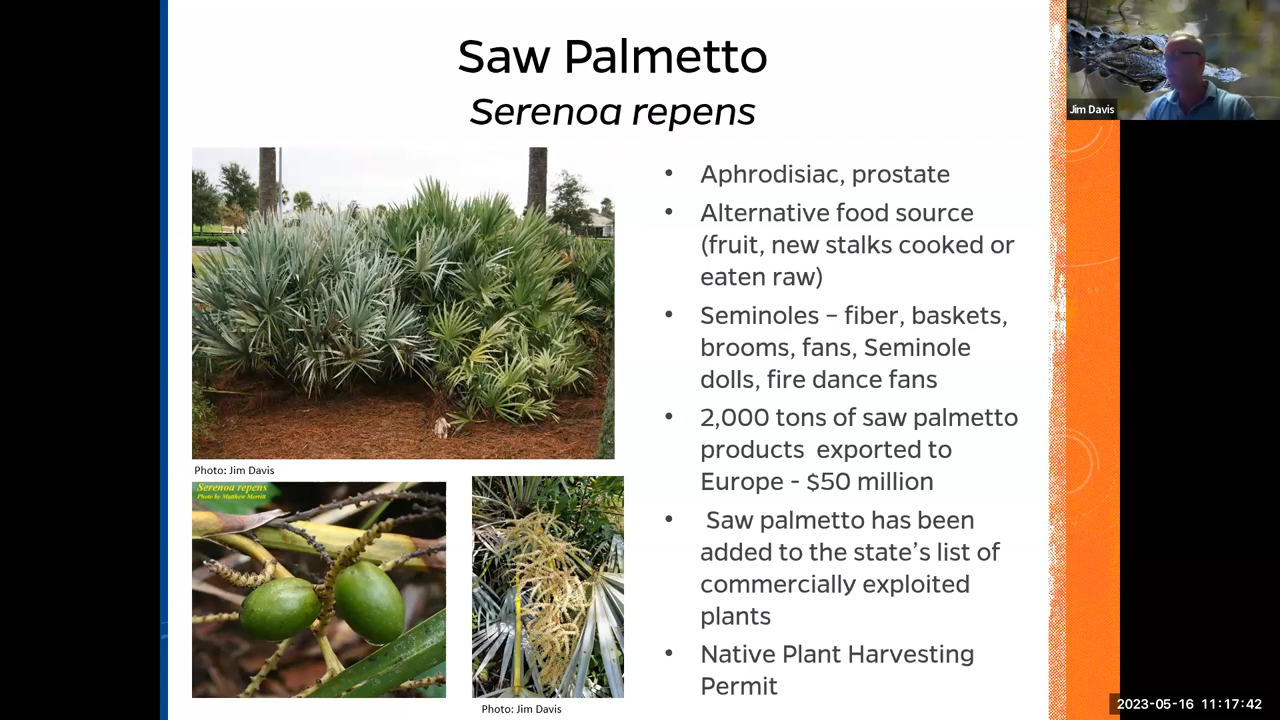 Saw Palmetto
Serenoa repens
Jim Davis
• Aphrodisiac, prostate
• Alternative food source
(fruit, new stalks cooked or
eaten raw)
• Seminoles – fiber, baskets,
brooms, fans, Seminole
dolls, fire dance fans
• 2,000 tons of saw palmetto
products  exported to
Europe - $50 million
•  Saw palmetto has been
added to the state’s list of
commercially exploited
plants
• Native Plant Harvesting
Permit
Photo: Jim Davis
Serenoa repens
Photo by Matthew Merritt
Photo: Jim Davis
2023-05-16 11:17:42